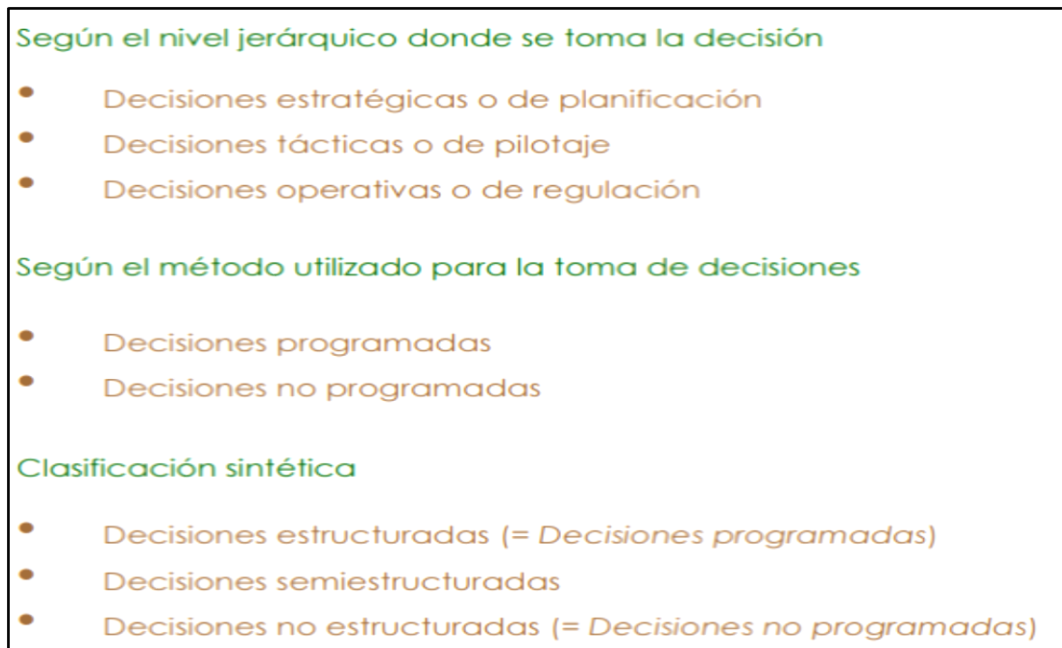 Según el nivel jerárquico donde se toma la decisión
• Decisiones estratégicas o de planificación
• Decisiones tácticas o de pilotaje
• Decisiones operativas o de regulación
Según el método utilizado para la toma de decisiones
• Decisiones programadas
• Decisiones no programadas
Clasificación sintética
• Decisiones estructuradas (= Decisiones programadas)
• Decisiones semiestructuradas
• Decisiones no estructuradas (= Decisiones no programadas)